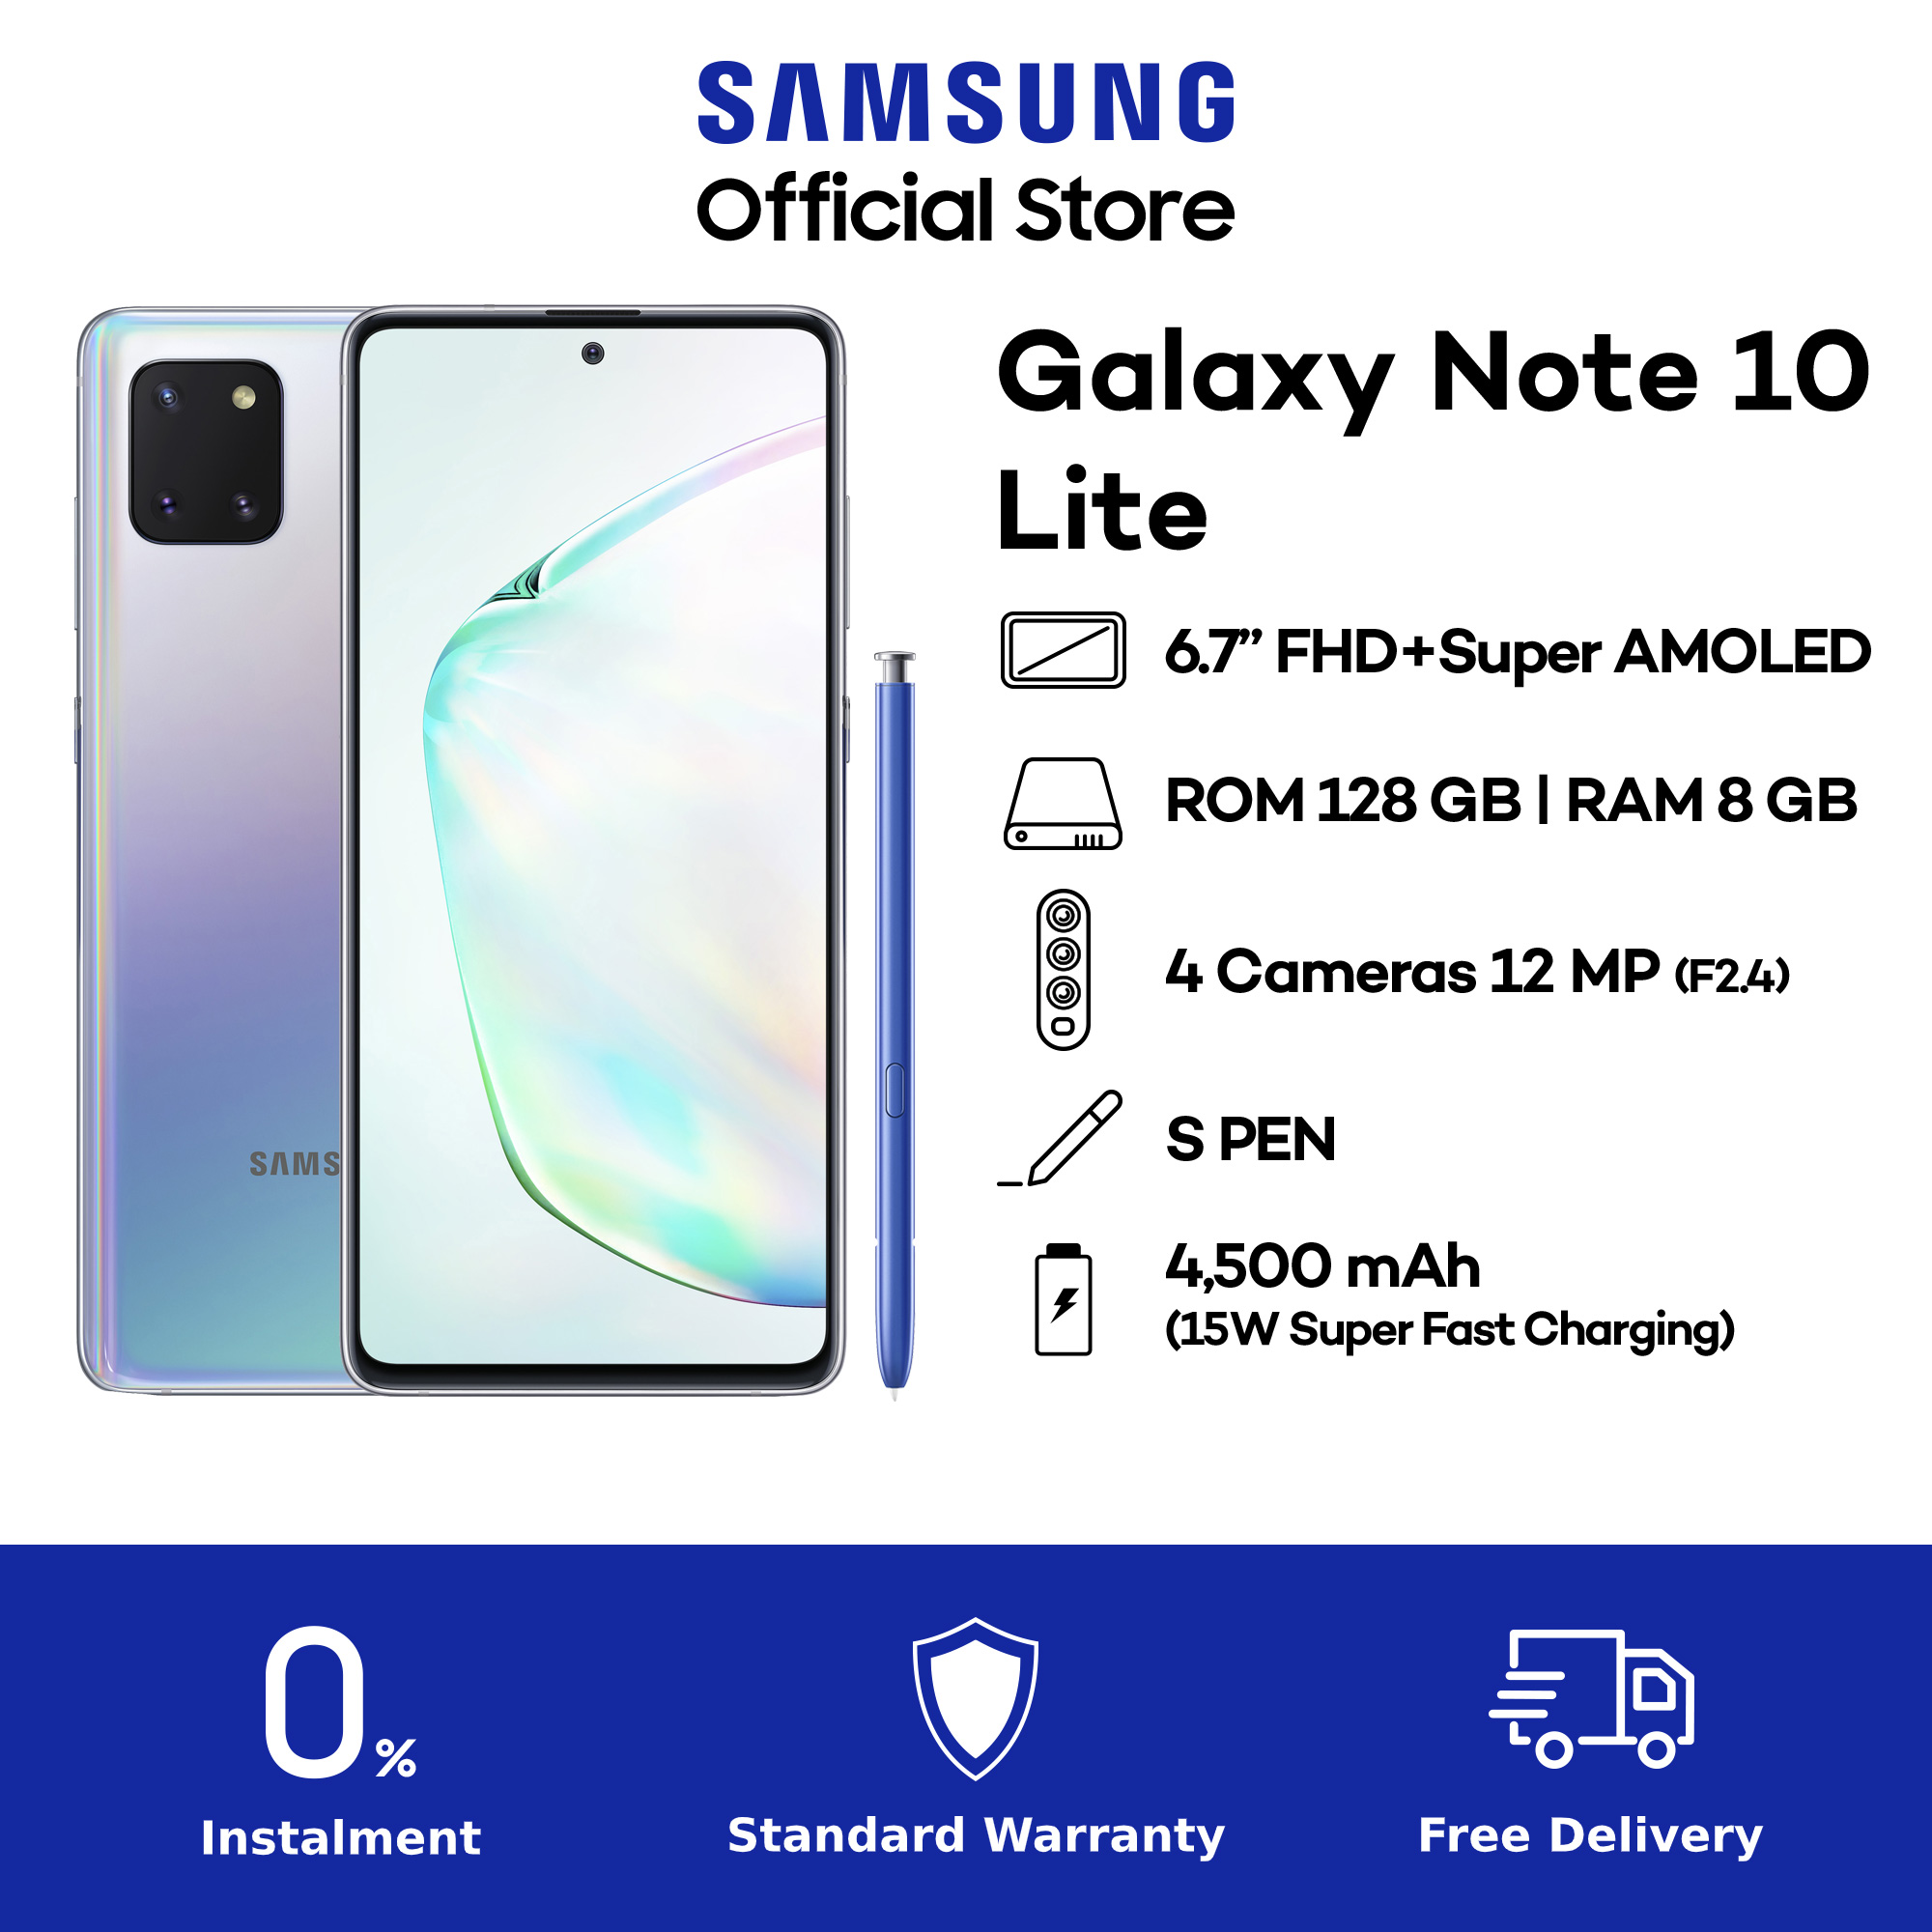 SAMSUNG
Official Store
Galaxy Note 10
Lite
6.7” FHD+Super AMOLED
ROM 128 GB | RAM 8 GB
4 Cameras 12 MP (F2.4)
S PEN
4,500 mAh
(15W Super Fast Charging)
SAMS
0%
Instalment
Standard Warranty
Free Delivery